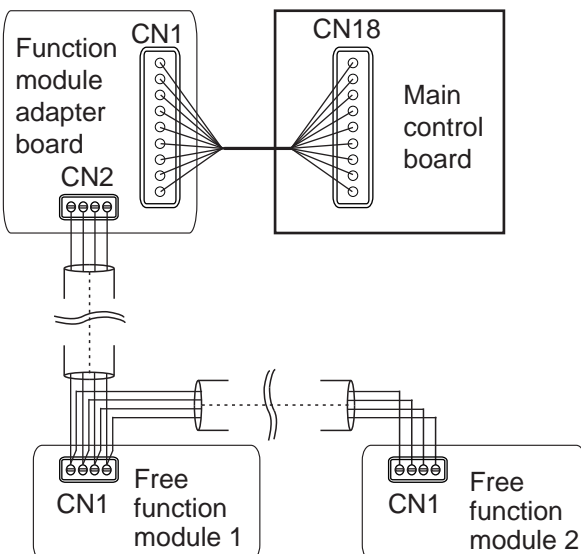 CN1
CN18
Function
module
adapter
board
CN2
Main
control
board
CN1
Free
function
module 1
CN1
Free
function
module 2